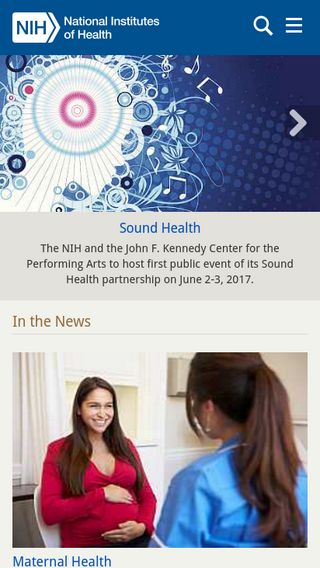 NIH
National Institutes
of Health
Sound Health
The NIH and the John F. Kennedy Center for the
Performing Arts to host first public event of its Sound
Health partnership on June 2-3, 2017.
In the News
Maternal Health